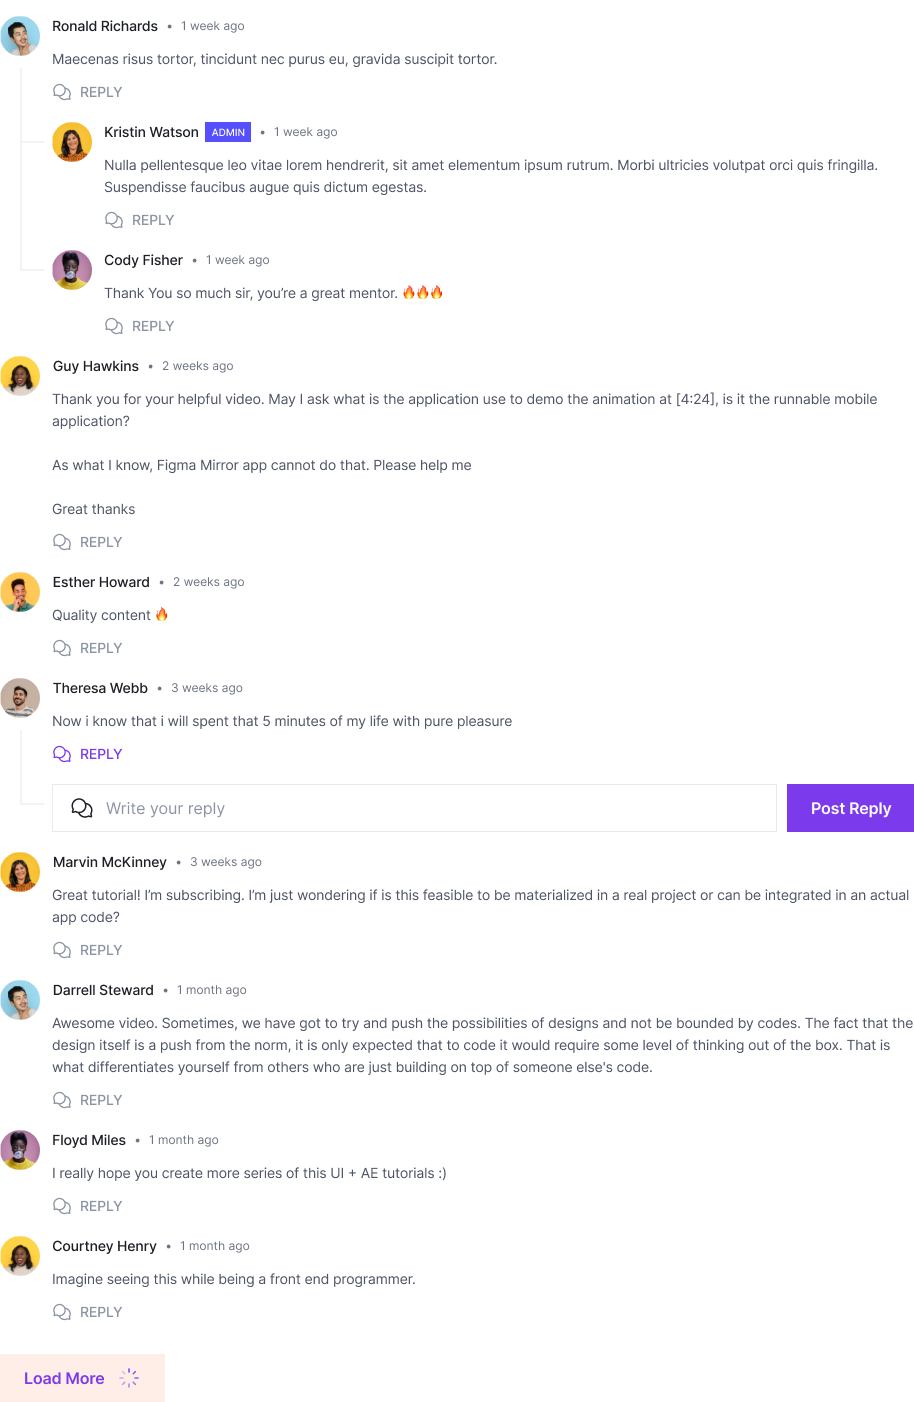 Ronald Richards • 1 week ago
Maecenas risus tortor, tincidunt nec purus eu, gravida suscipit tortor.
REPLY
Kristin Watson ADMIN • 1 week ago
Nulla pellentesque leo vitae lorem hendrerit, sit amet elementum ipsum rutrum. Morbi ultricies volutpat orci quis fringilla.
Suspendisse faucibus augue quis dictum egestas.
REPLY
Cody Fisher • 1 week ago
Thank You so much sir, you’re a great mentor. 🔥🔥🔥
REPLY
Guy Hawkins • 2 weeks ago
Thank you for your helpful video. May I ask what is the application use to demo the animation at [4:24], is it the runnable mobile
application?
As what I know, Figma Mirror app cannot do that. Please help me
Great thanks
REPLY
Esther Howard • 2 weeks ago
Quality content 🔥
REPLY
Theresa Webb • 3 weeks ago
Now i know that i will spent that 5 minutes of my life with pure pleasure
REPLY
Write your reply
Post Reply
Marvin McKinney • 3 weeks ago
Great tutorial! I’m subscribing. I’m just wondering if is this feasible to be materialized in a real project or can be integrated in an actual
app code?
REPLY
Darrell Steward • 1 month ago
Awesome video. Sometimes, we have got to try and push the possibilities of designs and not be bounded by codes. The fact that the
design itself is a push from the norm, it is only expected that to code it would require some level of thinking out of the box. That is
what differentiates yourself from others who are just building on top of someone else's code.
REPLY
Floyd Miles • 1 month ago
I really hope you create more series of this UI + AE tutorials :)
REPLY
Courtney Henry • 1 month ago
Imagine seeing this while being a front end programmer.
REPLY
Load More